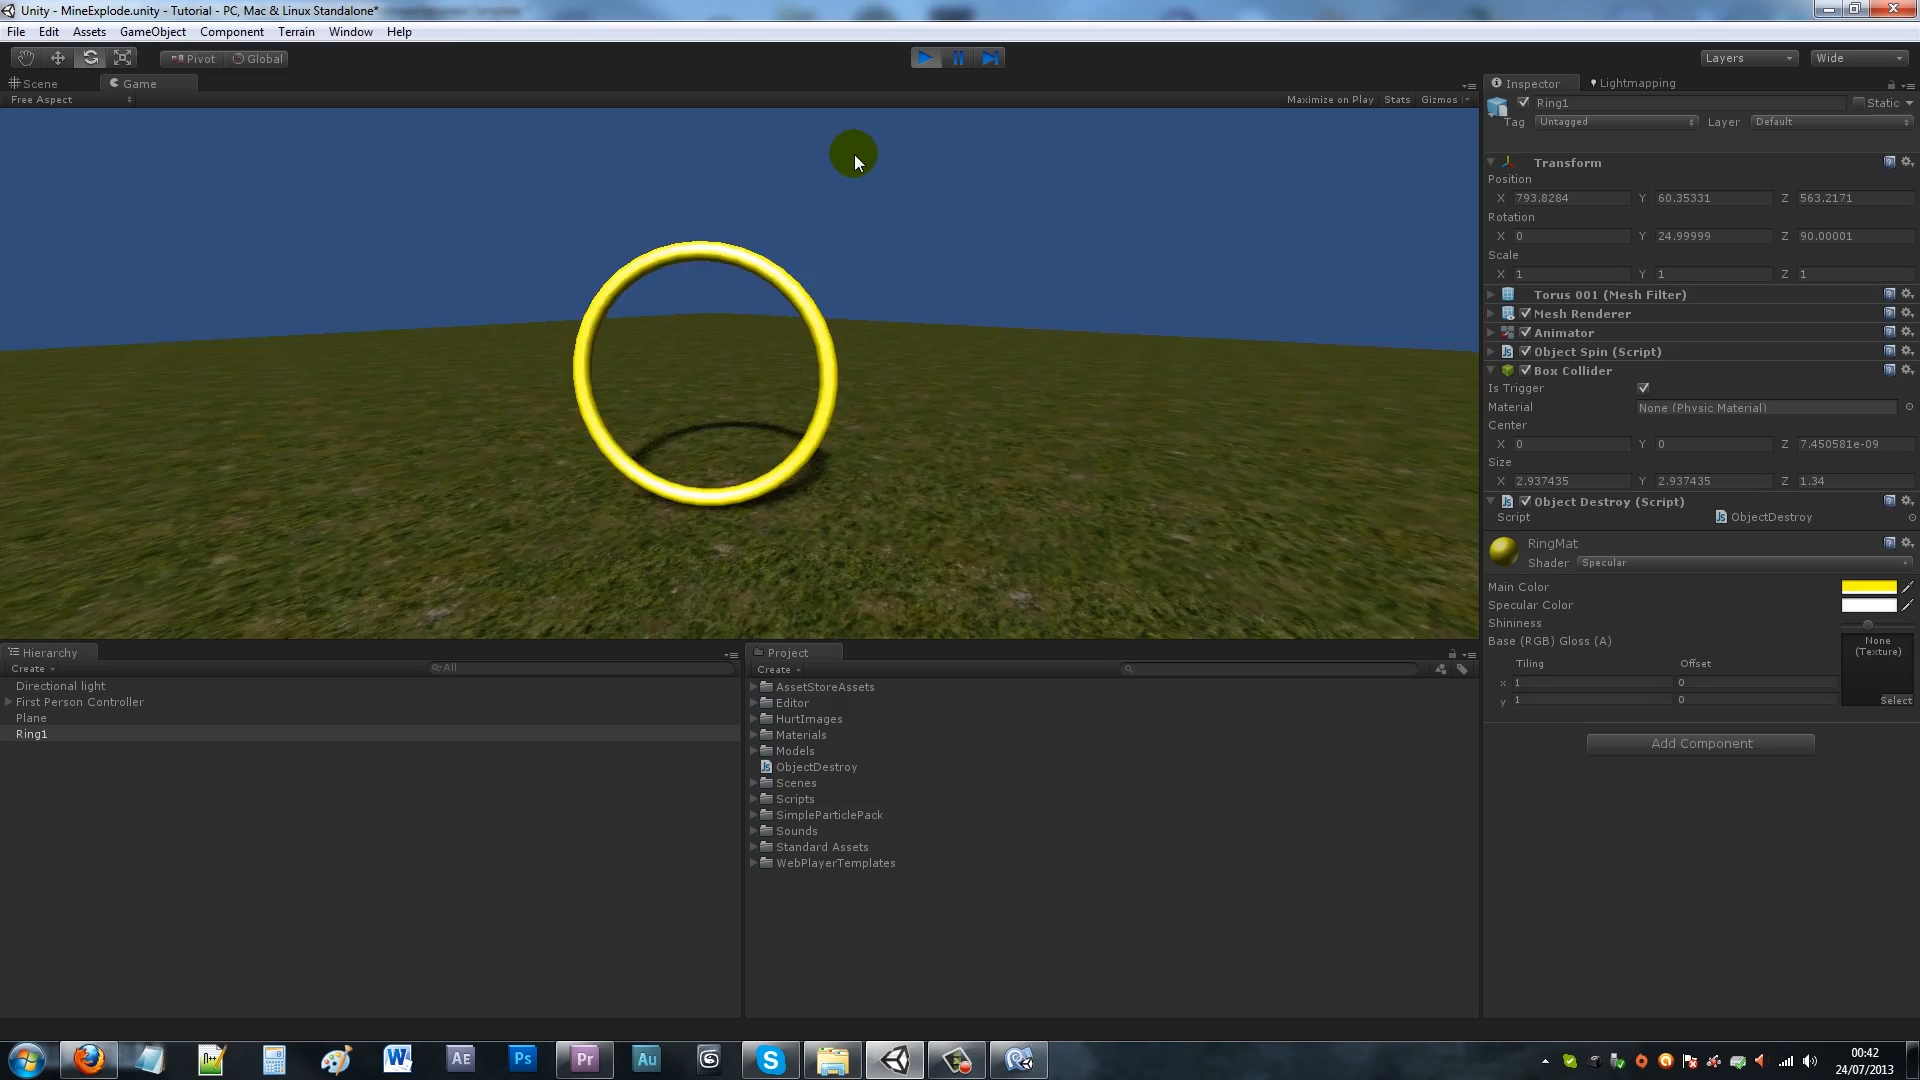 Unity - MineExplode.unity - Tutorial - PC, Mac & Linux Standalone*
File Edit Assets GameObject Component Terrain Window Help
Pivot Global Layers Wide
Scene Game
Free Aspect Maximize on Play Stats Gizmos
Inspector Lightmapping
Ring1 Static
Tag Untagged Layer Default
Transform
Position
X 793.8284 Y 60.35331 Z 563.2171
Rotation
X 0 Y 24.99999 Z 90.00001
Scale
X 1 Y 1 Z 1
Torus 001 (Mesh Filter)
Mesh Renderer
Animator
Object Spin (Script)
Box Collider
Is Trigger
Material None (Physic Material)
Center
X 0 Y 0 Z 7.450581e-09
Size
X 2.937435 Y 2.937435 Z 1.34
Object Destroy (Script)
Script ObjectDestroy
RingMat
Shader Specular
Main Color
Specular Color
Shininess
Base (RGB) Gloss (A)
None
(Texture)
Tiling Offset
x 1 0
y 1 0
Select
Add Component
Hierarchy
Create All
Directional light
First Person Controller
Plane
Ring1
Project
Create
AssetStoreAssets
Editor
HurtImages
Materials
Models
ObjectDestroy
Scenes
Scripts
SimpleParticlePack
Sounds
Standard Assets
WebPlayerTemplates
W AE Ps Pr Au S
00:42
24/07/2013